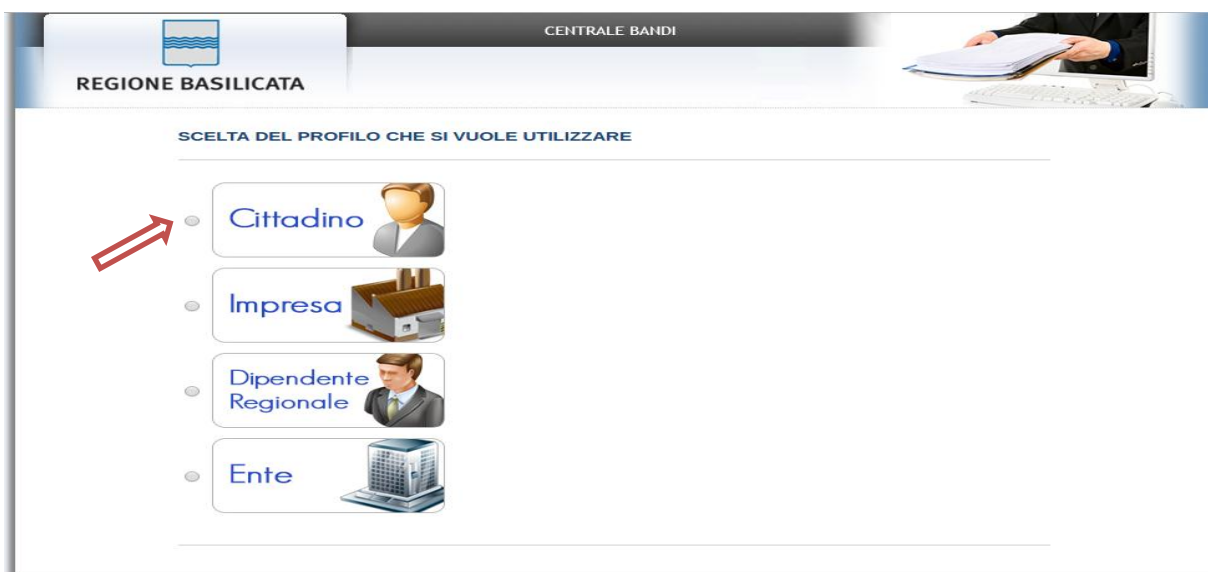 CENTRALE BANDI
REGIONE BASILICATA
SCELTA DEL PROFILO CHE SI VUOLE UTILIZZARE
Cittadino
Impresa
Dipendente
Regionale
Ente